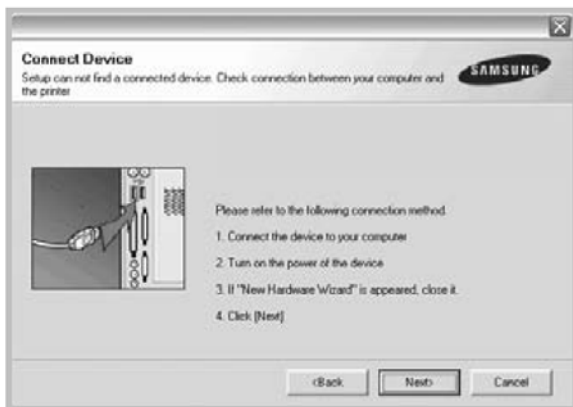 Connect Device
Setup can not find a connected device. Check connection between your computer and
the printer
SAMSUNG
Please refer to the following connection method.
1. Connect the device to your computer
2. Turn on the power of the device
3. If "New Hardware Wizard" is appeared, close it.
4. Click [Next]
<Back
Next>
Cancel